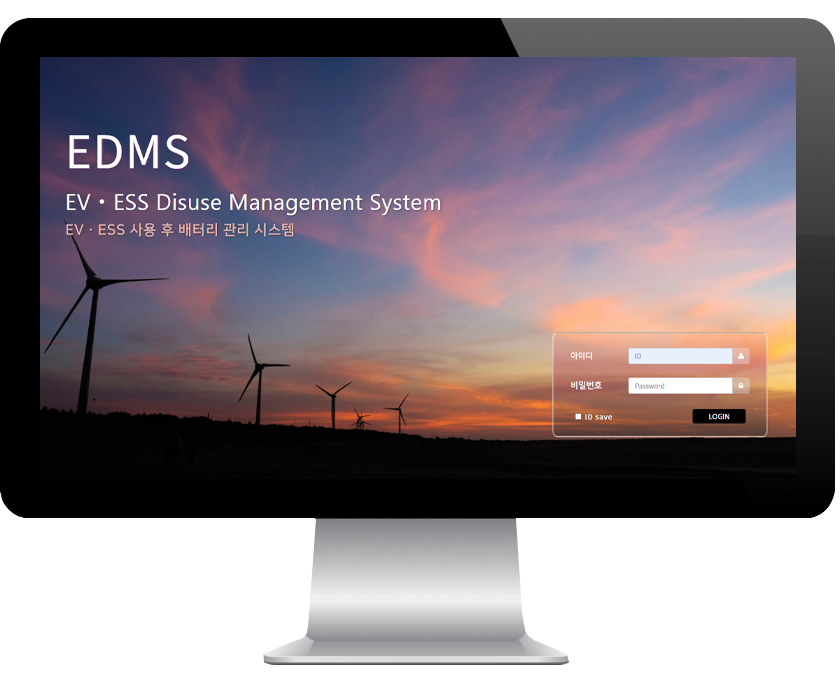 EDMS
EV • ESS Disuse Management System
EV · ESS 사용 후 배터리 관리 시스템
아이디 ID
비밀번호 Password
ID save LOGIN